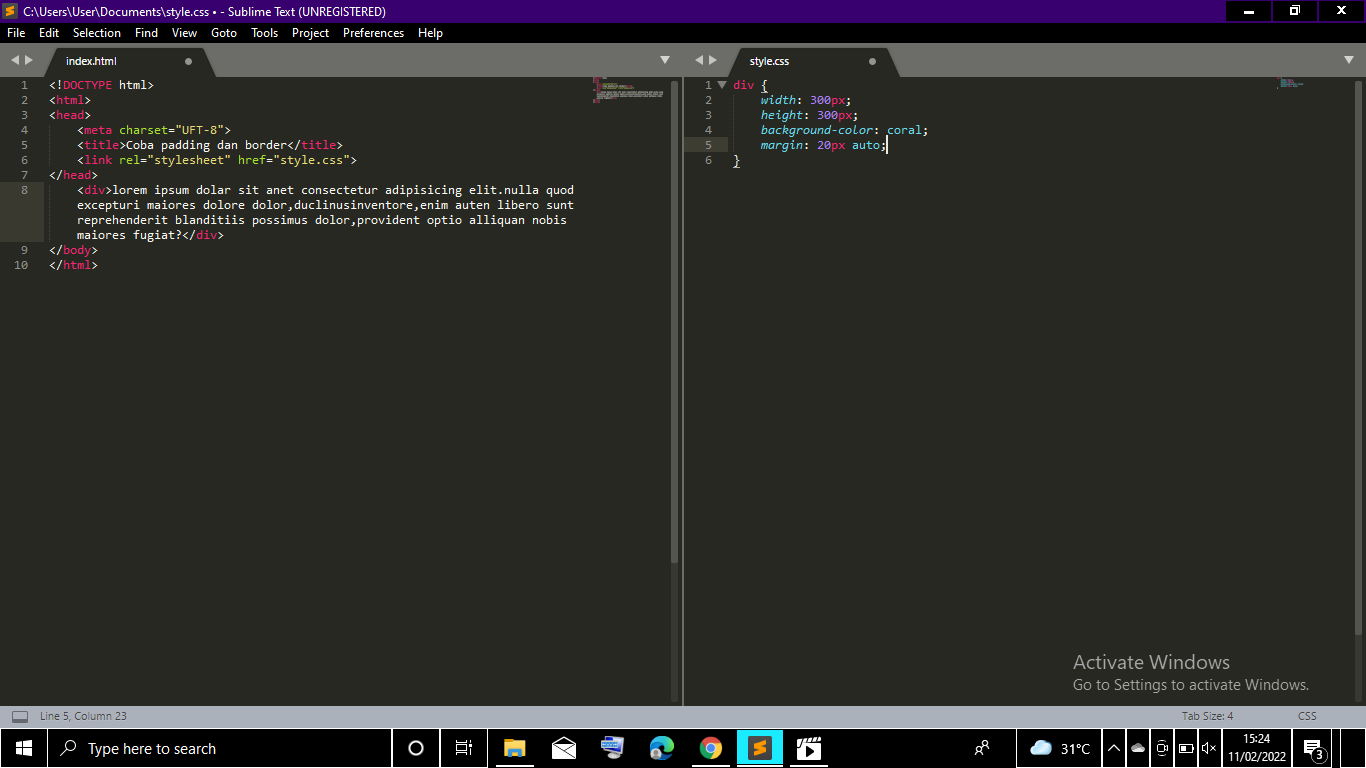 C:\Users\User\Documents\style.css • - Sublime Text (UNREGISTERED)
File Edit Selection Find View Goto Tools Project Preferences Help
index.html
1 <!DOCTYPE html>
2 <html>
3 <head>
4 <meta charset="UFT-8">
5 <title>Coba padding dan border</title>
6 <link rel="stylesheet" href="style.css">
7 </head>
8 <div>lorem ipsum dolar sit anet consectetur adipisicing elit.nulla quod
excepturi maiores dolore dolor,duclinusinventore,enim auten libero sunt
reprehenderit blanditiis possimus dolor,provident optio alliquan nobis
maiores fugiat?</div>
9 </body>
10 </html>
style.css
1 div {
2 width: 300px;
3 height: 300px;
4 background-color: coral;
5 margin: 20px auto;
6 }
Activate Windows
Go to Settings to activate Windows.
Line 5, Column 23
Tab Size: 4
CSS
Type here to search
31°C
15:24
11/02/2022
3